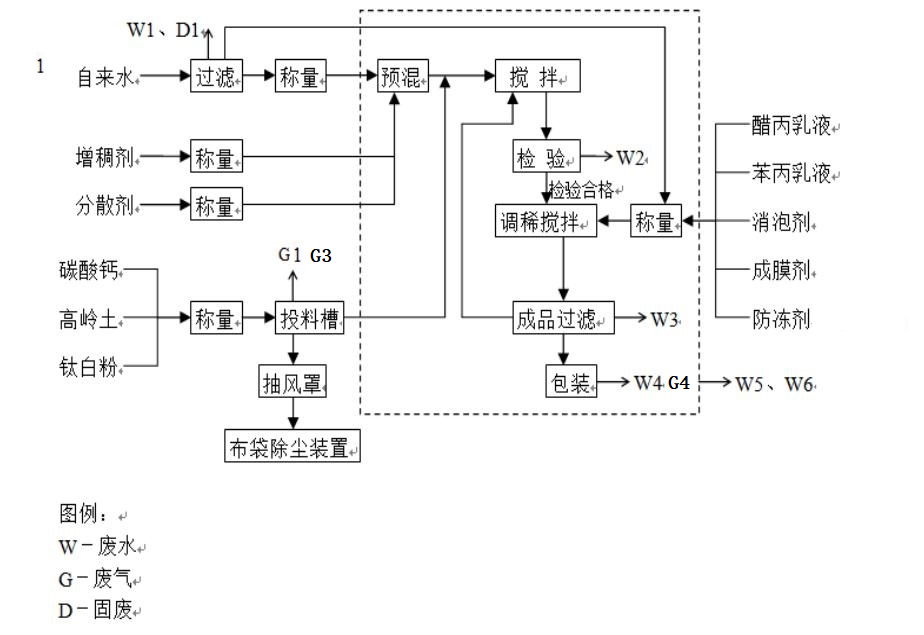 W1、D1
1
自来水
过滤
称量
预混
搅 拌
增稠剂
称量
检 验
W2
检验合格
分散剂
称量
调稀搅拌
称量
醋丙乳液
苯丙乳液
消泡剂
成膜剂
防冻剂
碳酸钙
高岭土
钛白粉
称量
G1 G3
投料槽
成品过滤
W3
抽风罩
包装
W4 G4
W5、W6
布袋除尘装置
图例：
W－废水
G－废气
D－固废